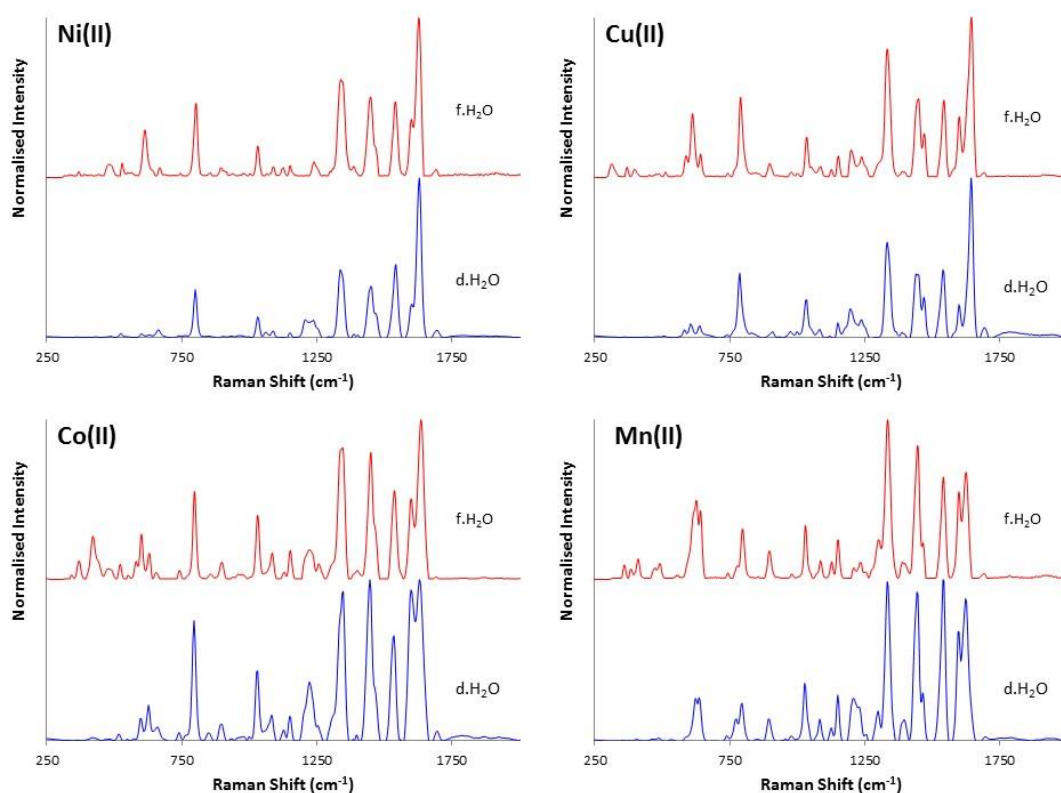 Ni(II)
Normalised Intensity
f.H₂O
d.H₂O
250 750 1250 1750
Raman Shift (cm⁻¹)
Cu(II)
Normalised Intensity
f.H₂O
d.H₂O
250 750 1250 1750
Raman Shift (cm⁻¹)
Co(II)
Normalised Intensity
f.H₂O
d.H₂O
250 750 1250 1750
Raman Shift (cm⁻¹)
Mn(II)
Normalised Intensity
f.H₂O
d.H₂O
250 750 1250 1750
Raman Shift (cm⁻¹)